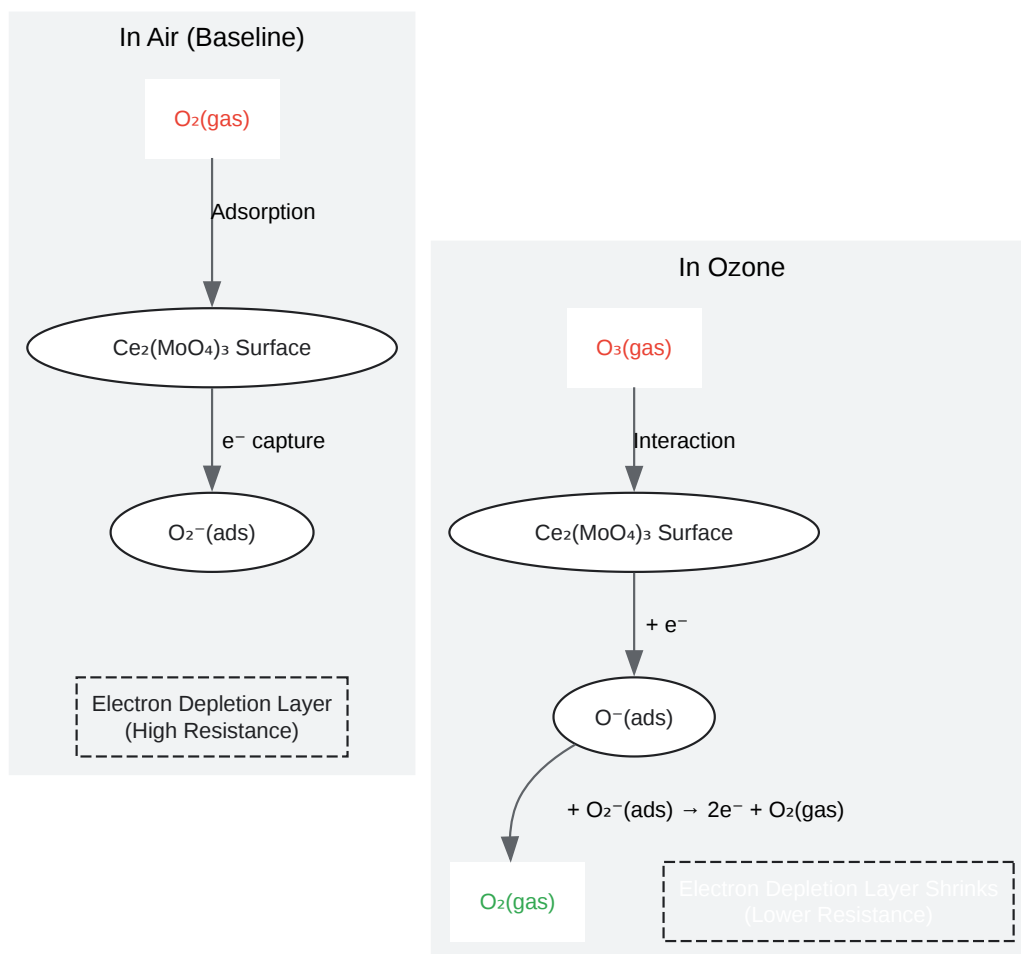 In Air (Baseline)
O₂(gas)
Adsorption
Ce₂(MoO₄)₃ Surface
e⁻ capture
O₂⁻(ads)
Electron Depletion Layer
(High Resistance)
In Ozone
O₃(gas)
Interaction
Ce₂(MoO₄)₃ Surface
+ e⁻
O⁻(ads)
+ O₂⁻(ads) → 2e⁻ + O₂(gas)
O₂(gas)
Electron Depletion Layer Shrinks
(Lower Resistance)